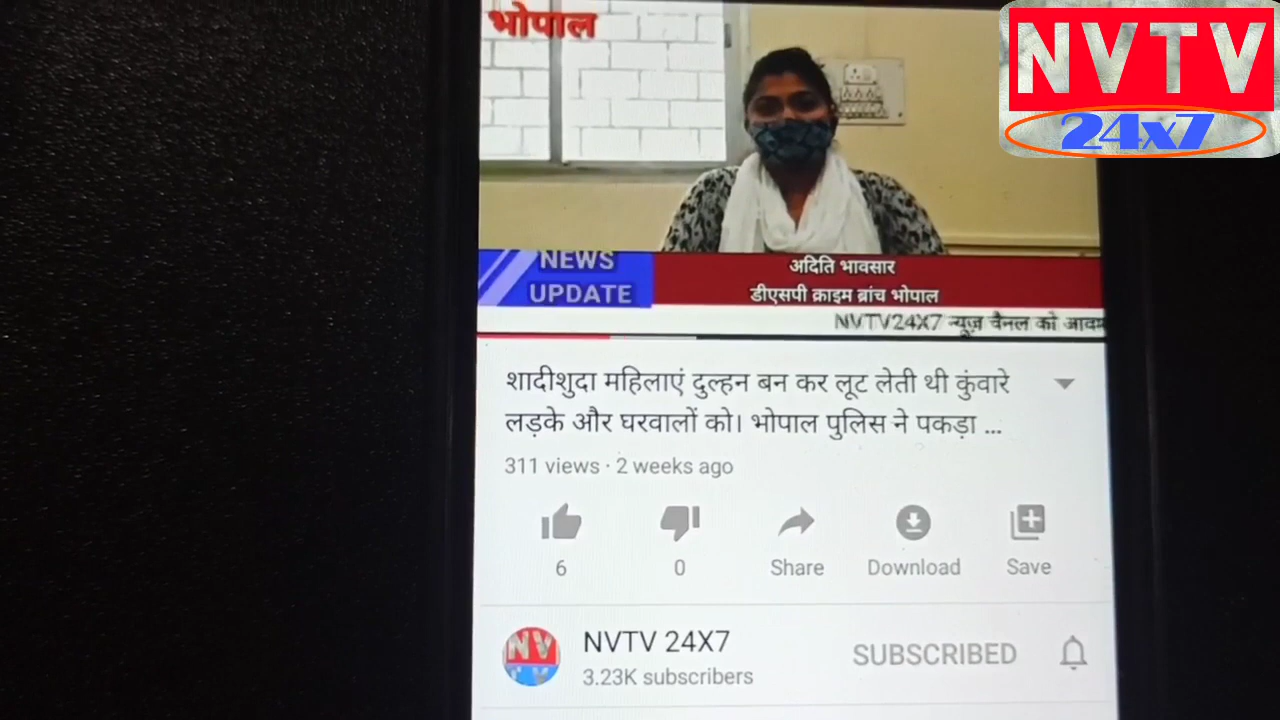 भोपाल
NVTV
24x7
NEWS
UPDATE
अदिति भावसार
डीएसपी क्राइम ब्रांच भोपाल
NVTV24X7 न्यूज़ चैनल को
शादीशुदा महिलाएं दुल्हन बन कर लूट लेती थी कुंवारे
लड़के और घरवालों को। भोपाल पुलिस ने पकड़ा ...
311 views · 2 weeks ago
6
0
Share
Download
Save
NV
NVTV 24X7
3.23K subscribers
SUBSCRIBED